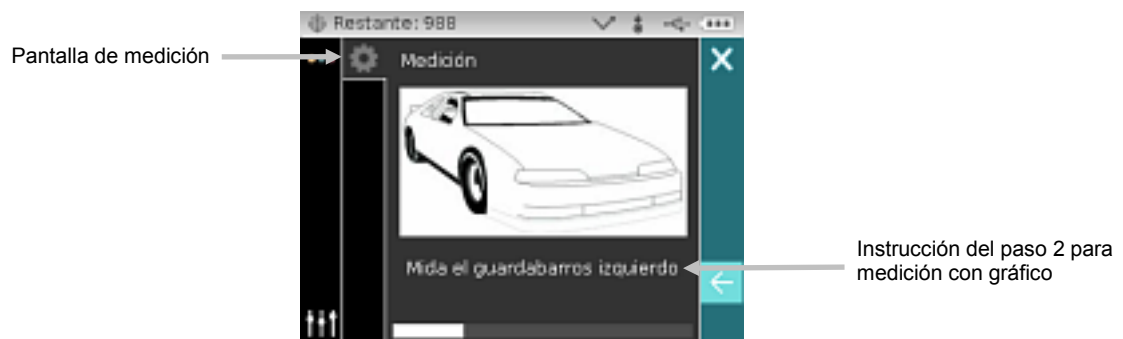 Restante: 988
Pantalla de medición
Medición
Mida el guardabarros izquierdo
Instrucción del paso 2 para
medición con gráfico